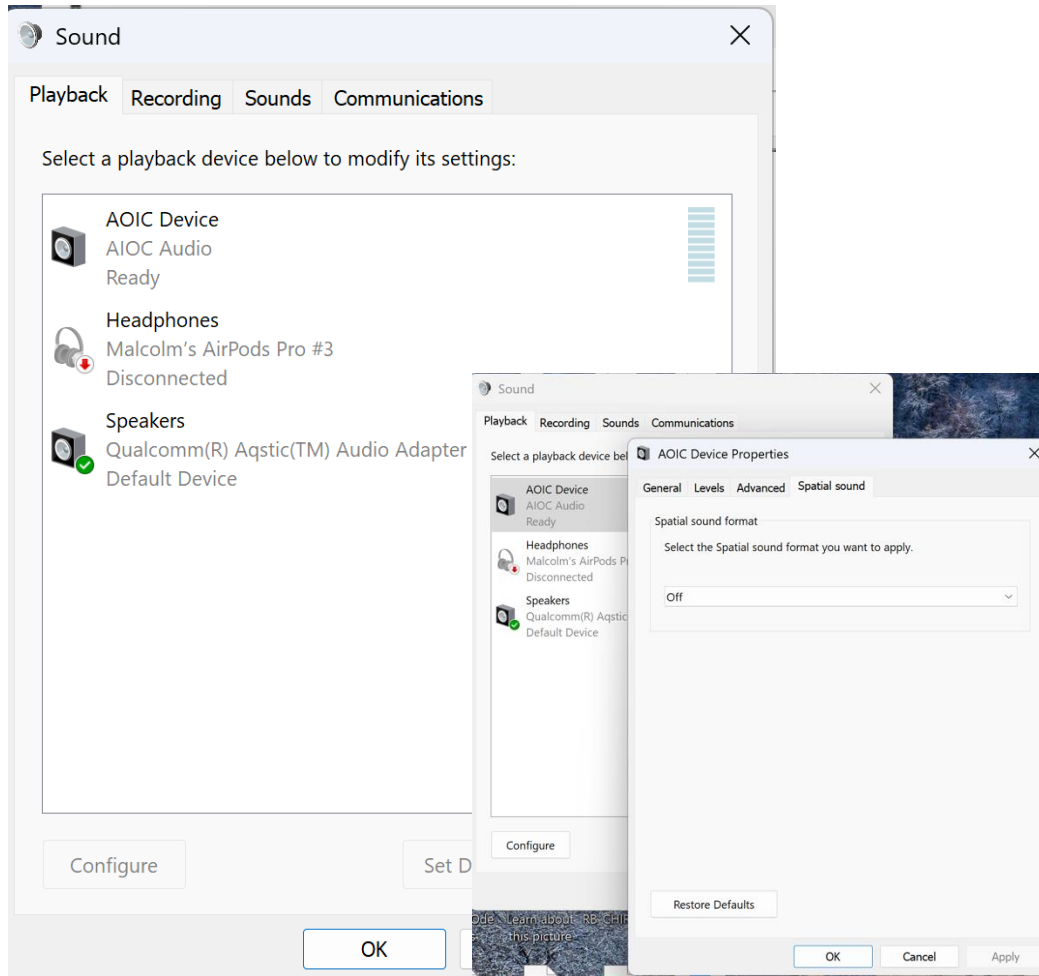 Sound
Playback Recording Sounds Communications
Select a playback device below to modify its settings:
AOIC Device
AIOC Audio
Ready
Headphones
Malcolm's AirPods Pro #3
Disconnected
Speakers
Qualcomm(R) Aqstic(TM) Audio Adapter
Default Device
Configure
Set D
OK
Sound
Playback Recording Sounds Communications
Select a playback device bel
AOIC Device
AIOC Audio
Ready
Headphones
Malcolm's AirPods P
Disconnected
Speakers
Qualcomm(R) Aqstic
Default Device
Configure
AOIC Device Properties
General Levels Advanced Spatial sound
Spatial sound format
Select the Spatial sound format you want to apply.
Off
Restore Defaults
OK Cancel Apply
Learn about
this picture